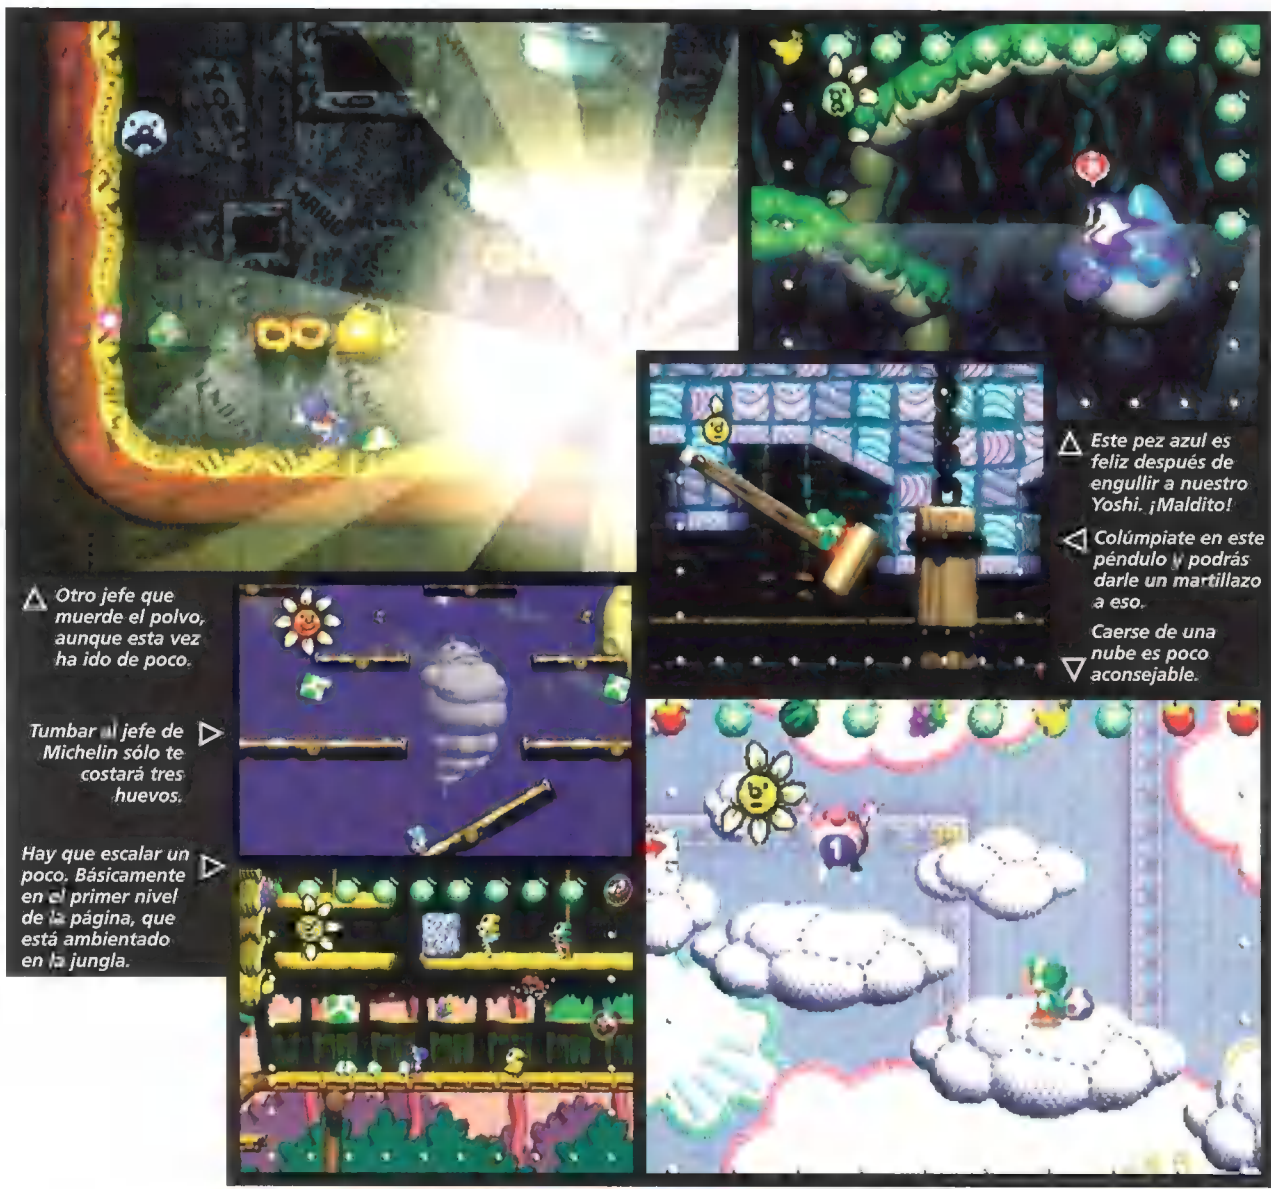 Este pez azul es
feliz después de
engullir a nuestro
Yoshi. ¡Maldito!
Colúmpiate en este
péndulo y podrás
darle un martillazo
a eso.
Caerse de una
nube es poco
aconsejable.
Otro jefe que
muerde el polvo,
aunque esta vez
ha ido de poco.
Tumbar al jefe de
Michelin sólo te
costará tres
huevos.
Hay que escalar un
poco. Básicamente
en el primer nivel
de la página, que
está ambientado
en la jungla.
1